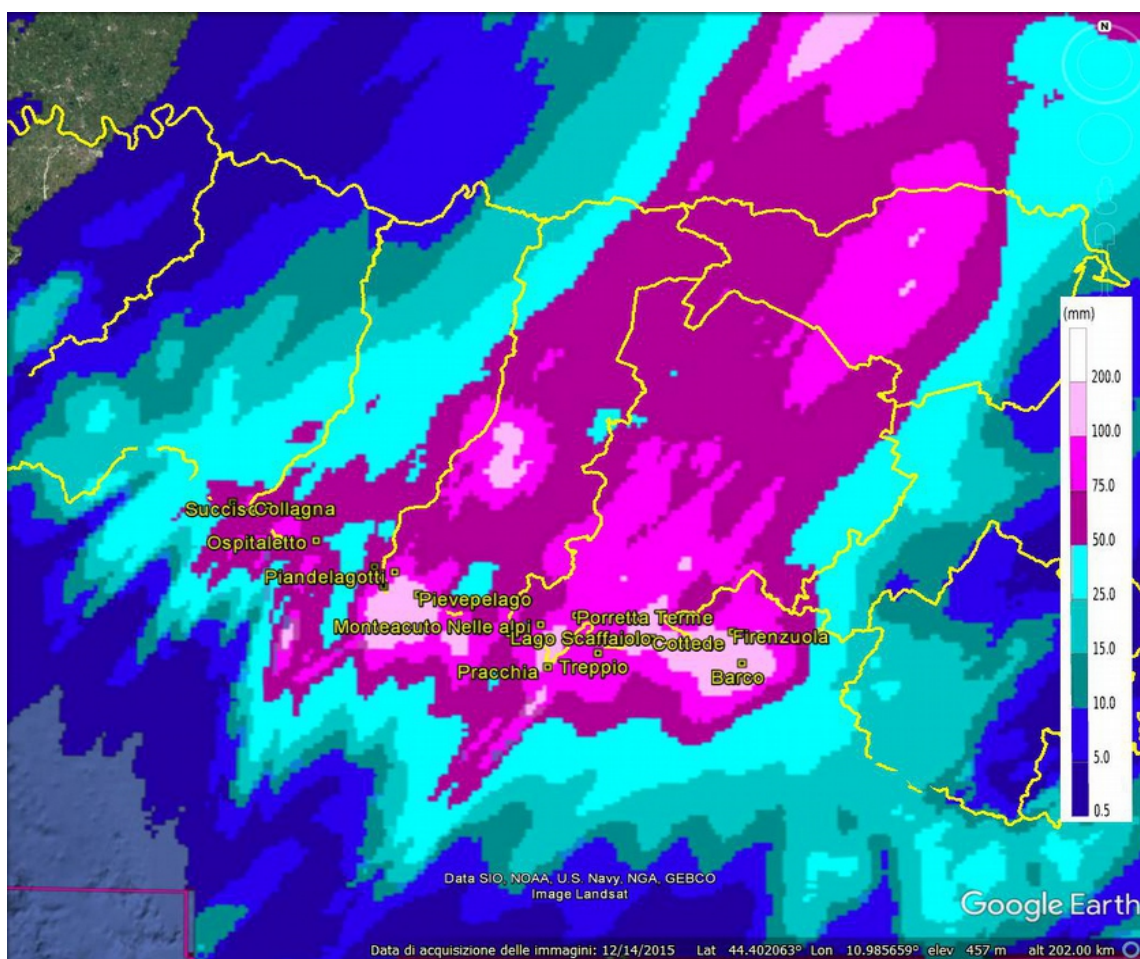 N
(mm)
200.0
100.0
75.0
50.0
25.0
15.0
10.0
5.0
0.5
Collagna
Ospitaletto
Piandelagotti
Pievepelago
Porretta Terme
Monteacuto Nelle alpi
Firenzuola
Lago Scaffaiolo
Cottede
Pracchia
Treppio
Barco
Data SIO, NOAA, U.S. Navy, NGA, GEBCO
Image Landsat
Google Earth
Data di acquisizione delle immagini: 12/14/2015 Lat 44.402063° Lon 10.985659° elev 457 m alt 202.00 km